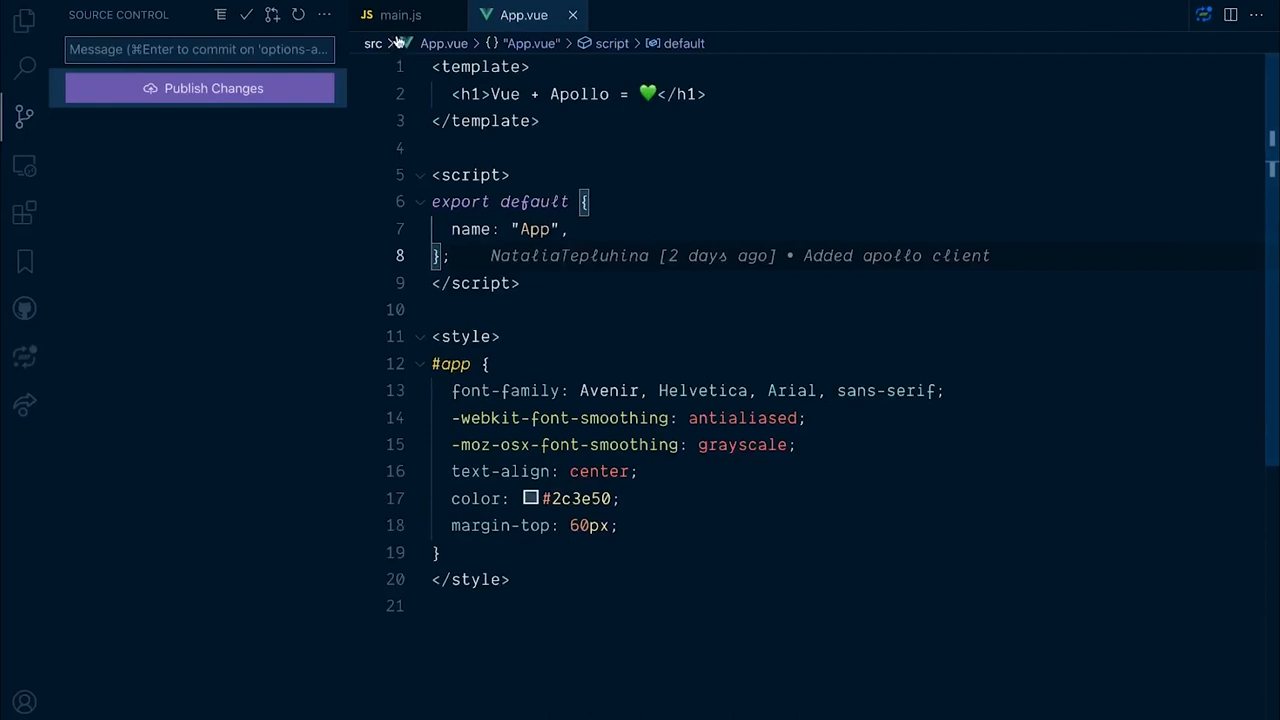 SOURCE CONTROL
Message (⌘Enter to commit on 'options-a...
Publish Changes
JS main.js
App.vue
src > App.vue > {} "App.vue" > script > default
1 <template>
2 <h1>Vue + Apollo = 💚</h1>
3 </template>
4
5 <script>
6 export default {
7 name: "App",
8 }; NataliaTepluhina [2 days ago] • Added apollo client
9 </script>
10
11 <style>
12 #app {
13 font-family: Avenir, Helvetica, Arial, sans-serif;
14 -webkit-font-smoothing: antialiased;
15 -moz-osx-font-smoothing: grayscale;
16 text-align: center;
17 color: #2c3e50;
18 margin-top: 60px;
19 }
20 </style>
21